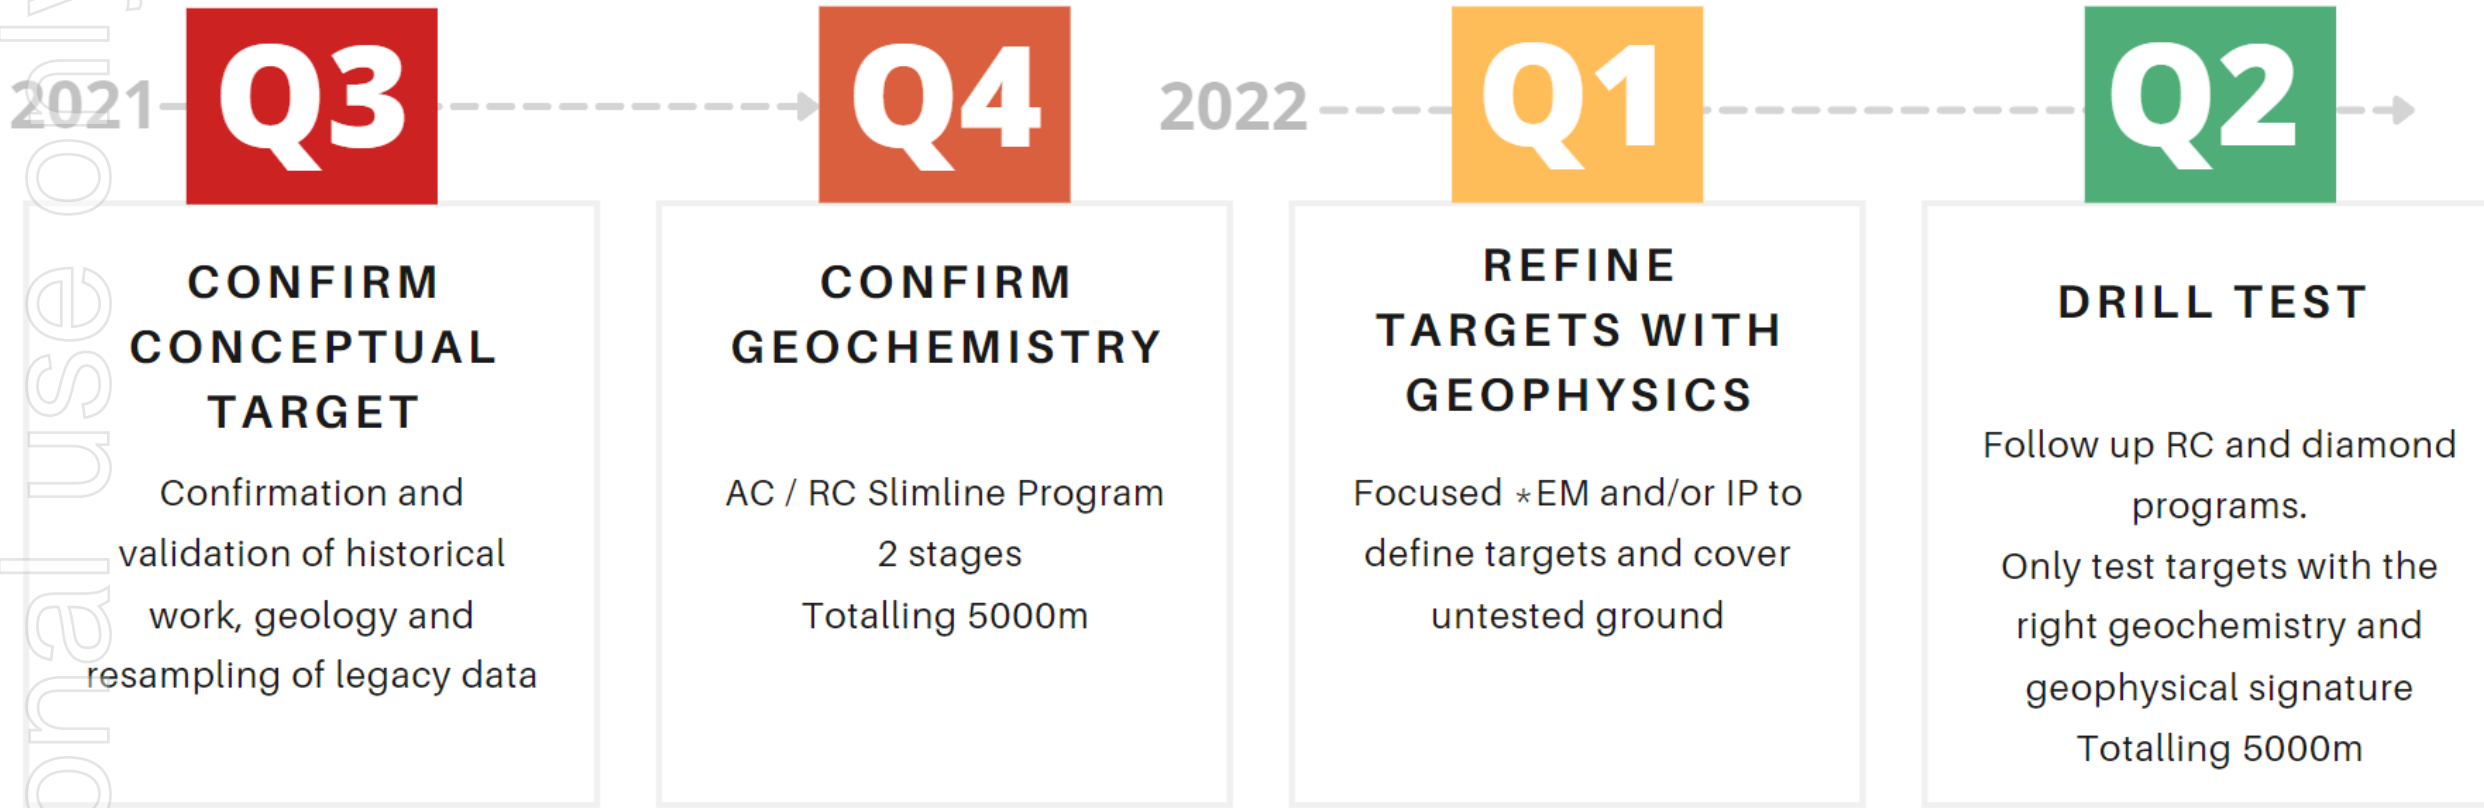 2021
Q3
Q4
2022
Q1
Q2
CONFIRM
CONCEPTUAL
TARGET
Confirmation and
validation of historical
work, geology and
resampling of legacy data
CONFIRM
GEOCHEMISTRY
AC / RC Slimline Program
2 stages
Totalling 5000m
REFINE
TARGETS WITH
GEOPHYSICS
Focused *EM and/or IP to
define targets and cover
untested ground
DRILL TEST
Follow up RC and diamond
programs.
Only test targets with the
right geochemistry and
geophysical signature
Totalling 5000m
onal use only